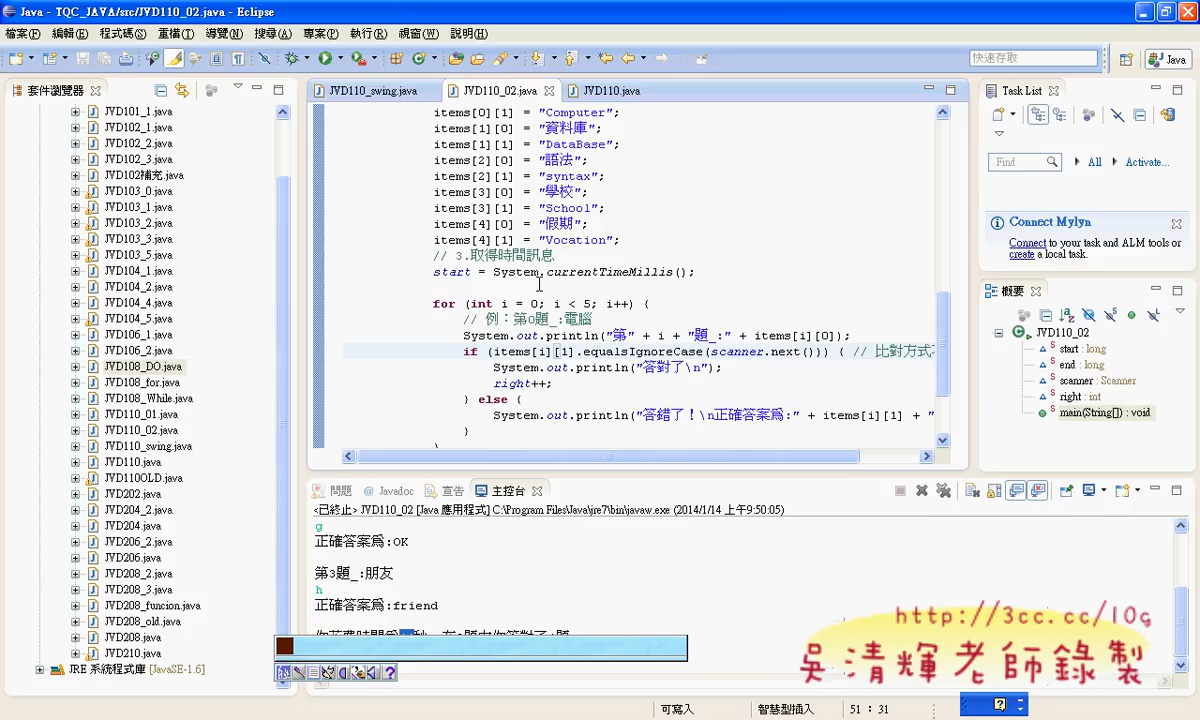 Java - TQC_JAVA/src/JVD110_02.java - Eclipse
檔案(F) 編輯(E) 程式碼(S) 重構(T) 導覽(N) 搜尋(A) 專案(P) 執行(R) 視窗(W) 說明(H)
快速存取
Java
套件瀏覽器
JVD101_1.java
JVD102_1.java
JVD102_2.java
JVD102_3.java
JVD102補充.java
JVD103_0.java
JVD103_1.java
JVD103_2.java
JVD103_3.java
JVD103_5.java
JVD104_1.java
JVD104_2.java
JVD104_4.java
JVD104_5.java
JVD106_1.java
JVD106_2.java
JVD108_DO.java
JVD108_for.java
JVD108_While.java
JVD110_01.java
JVD110_02.java
JVD110_swing.java
JVD110.java
JVD110OLD.java
JVD202.java
JVD204_2.java
JVD204.java
JVD206_2.java
JVD206.java
JVD208_2.java
JVD208_3.java
JVD208_funcion.java
JVD208_old.java
JVD208.java
JVD210.java
JRE 系統程式庫 [JavaSE-1.6]
JVD110_swing.java JVD110_02.java JVD110.java
items[0][1] = "Computer";
items[1][0] = "資料庫";
items[1][1] = "DataBase";
items[2][0] = "語法";
items[2][1] = "syntax";
items[3][0] = "學校";
items[3][1] = "School";
items[4][0] = "假期";
items[4][1] = "Vocation";
// 3.取得時間訊息
start = System.currentTimeMillis();
for (int i = 0; i < 5; i++) {
// 例：第0題_:電腦
System.out.println("第" + i + "題_:" + items[i][0]);
if (items[i][1].equalsIgnoreCase(scanner.next())) { // 比對方式
System.out.println("答對了\n");
right++;
} else {
System.out.println("答錯了！\n正確答案為:" + items[i][1] + "
}
Task List
Find
All
Activate...
Connect Mylyn
Connect to your task and ALM tools or
create a local task.
概要
JVD110_02
start : long
end : long
scanner : Scanner
right : int
main(String[]) : void
問題 Javadoc 宣告 主控台
<已終止> JVD110_02 [Java 應用程式] C:\Program Files\Java\jre7\bin\javaw.exe (2014/1/14 上午9:50:05)
g
正確答案為:OK
第3題_:朋友
h
正確答案為:friend
http://3cc.cc/10g
吳清輝老師錄製
可寫入
智慧型插入
51 : 31